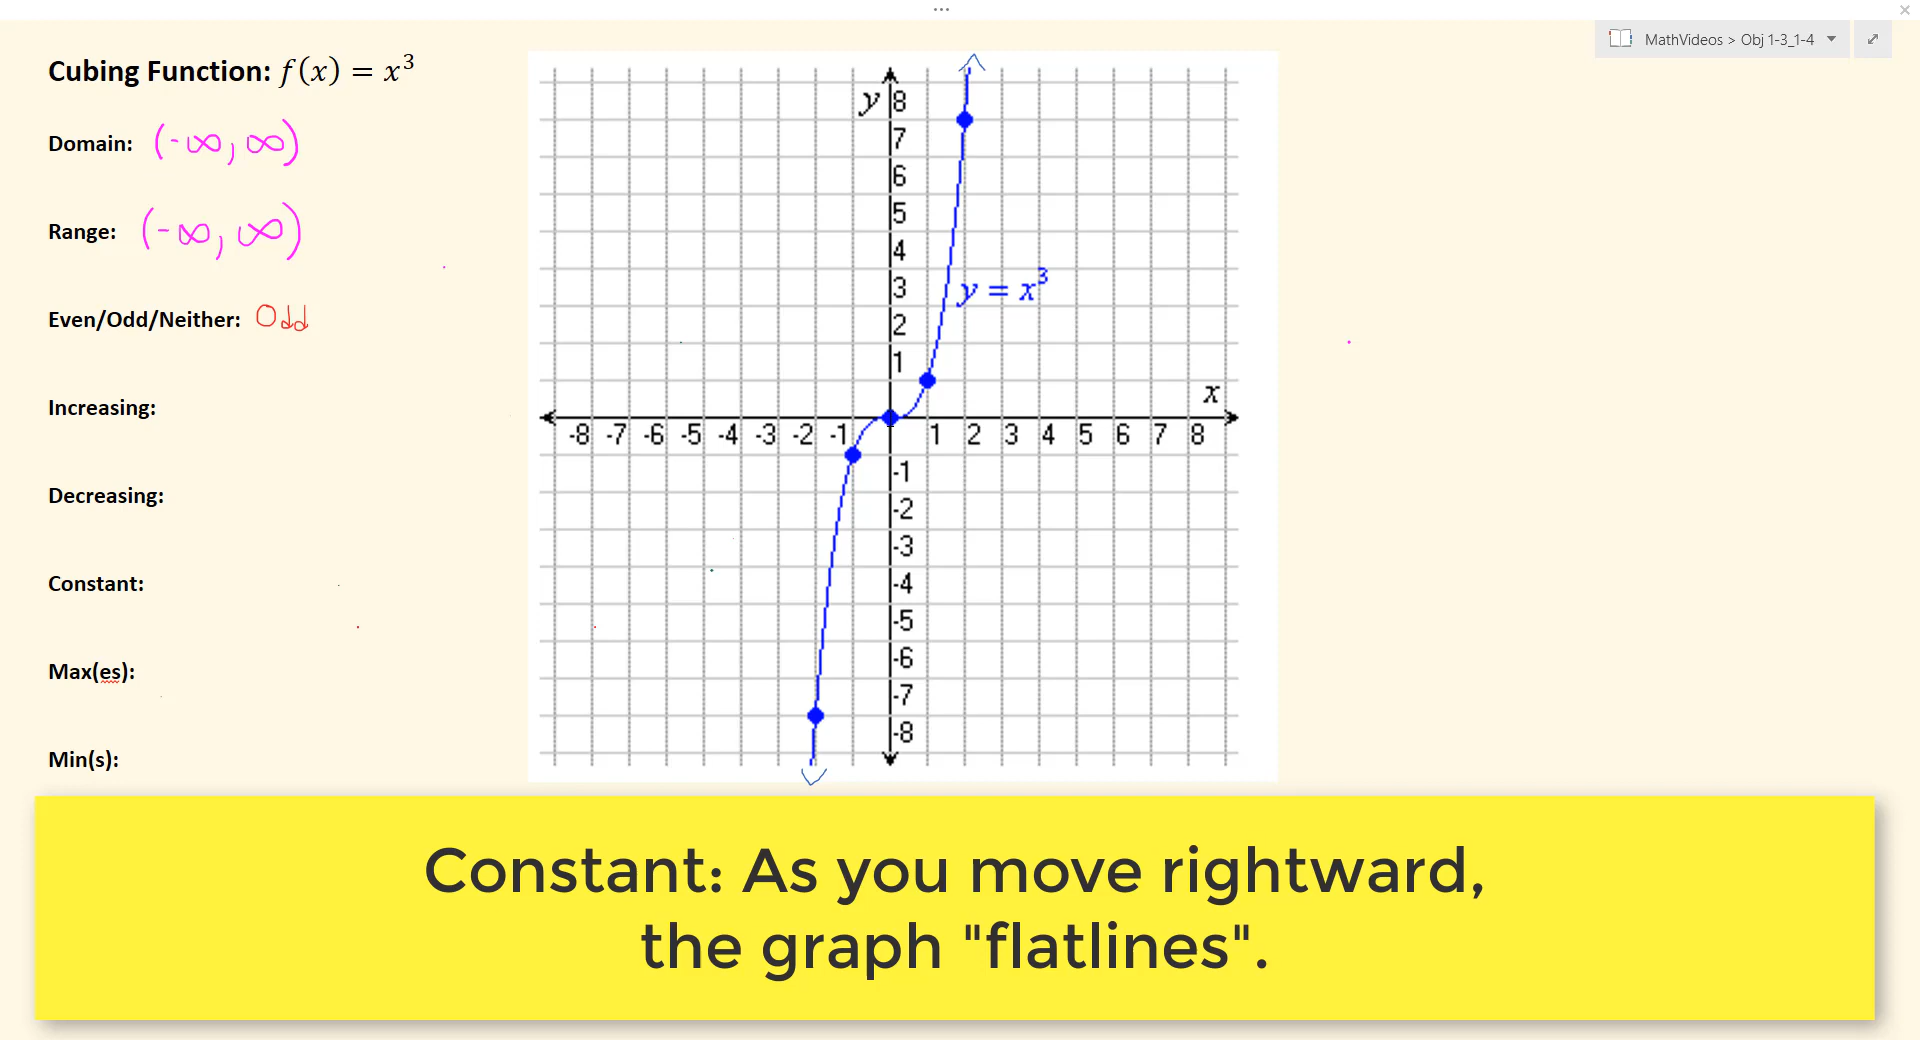 ...
MathVideos > Obj 1-3_1-4
Cubing Function: f(x) = x³
Domain: (-∞, ∞)
Range: (-∞, ∞)
Even/Odd/Neither: Odd
Increasing:
Decreasing:
Constant:
Max(es):
Min(s):
y
8
7
6
5
4
3
2
1
y = x³
x
-8 -7 -6 -5 -4 -3 -2 -1 1 2 3 4 5 6 7 8
-1
-2
-3
-4
-5
-6
-7
-8
Constant: As you move rightward,
the graph "flatlines".